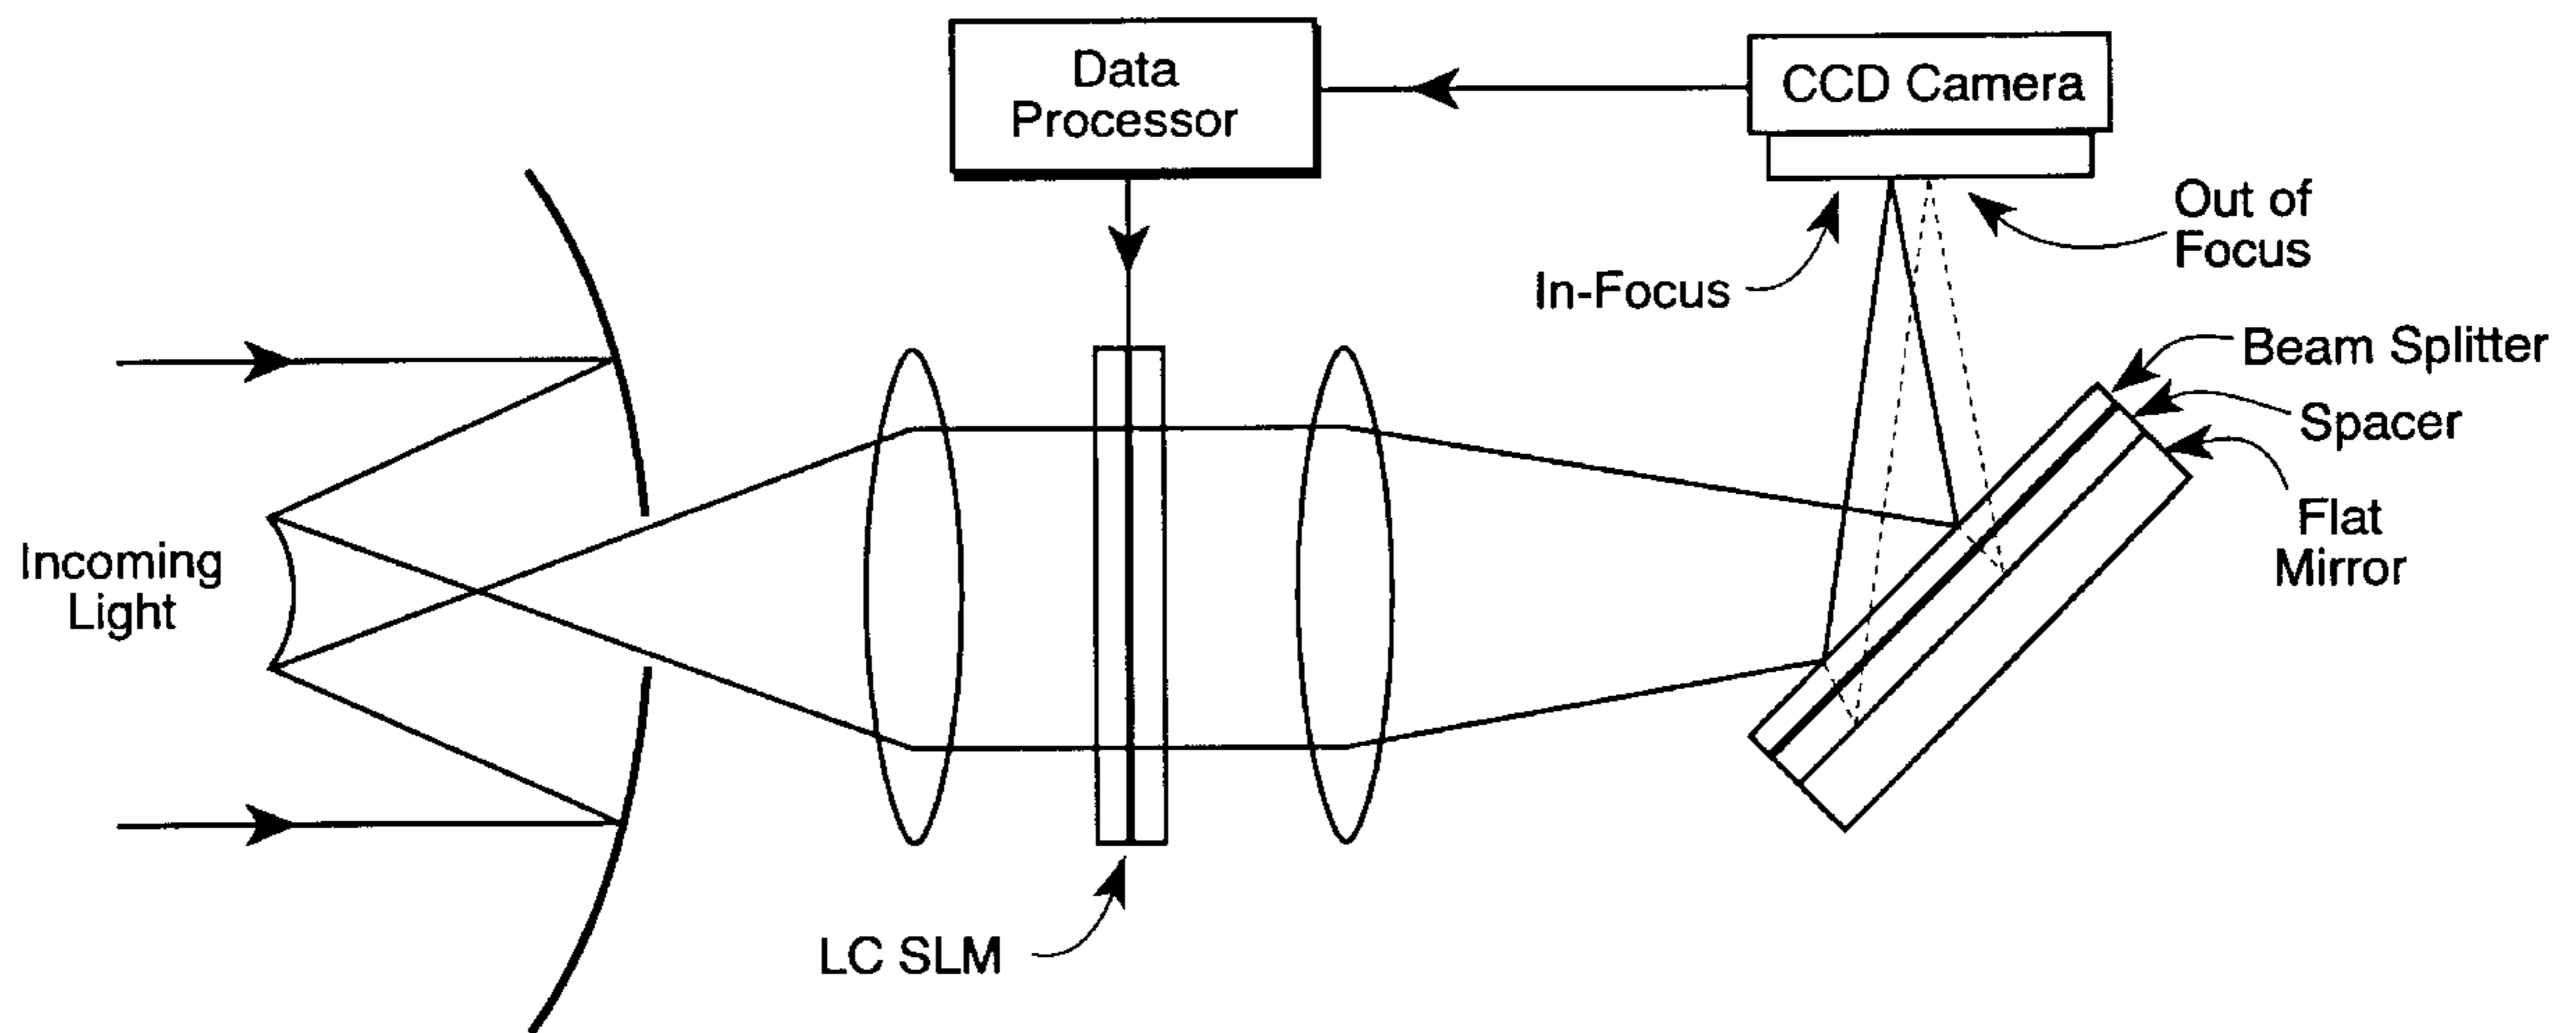 Data
Processor
CCD Camera
Out of
Focus
In-Focus
Beam Splitter
Spacer
Flat
Mirror
Incoming
Light
LC SLM